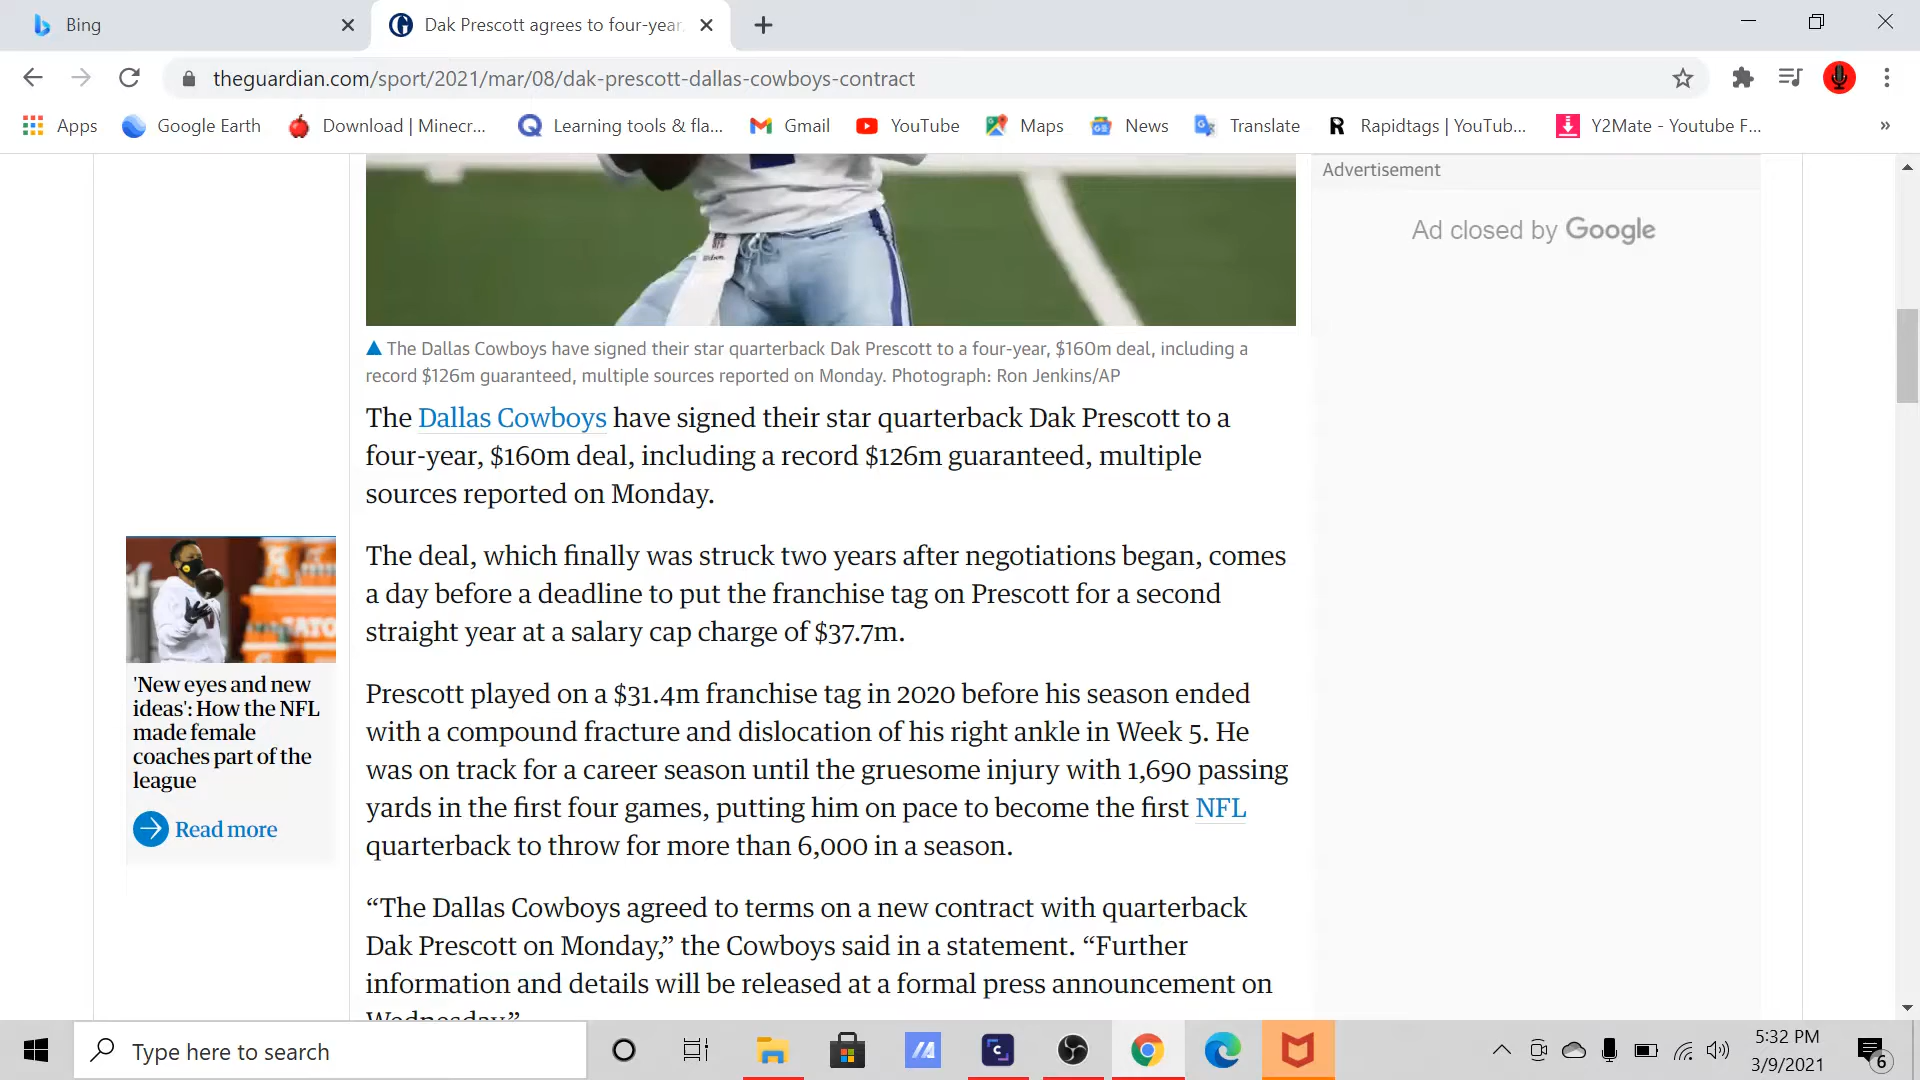 Bing
Dak Prescott agrees to four-year,
theguardian.com/sport/2021/mar/08/dak-prescott-dallas-cowboys-contract
Apps
Google Earth
Download | Minecr...
Learning tools & fla...
Gmail
YouTube
Maps
News
Translate
R Rapidtags | YouTub...
Y2Mate - Youtube F...
»
Advertisement
Ad closed by Google
The Dallas Cowboys have signed their star quarterback Dak Prescott to a four-year, $160m deal, including a
record $126m guaranteed, multiple sources reported on Monday. Photograph: Ron Jenkins/AP
The Dallas Cowboys have signed their star quarterback Dak Prescott to a
four-year, $160m deal, including a record $126m guaranteed, multiple
sources reported on Monday.
The deal, which finally was struck two years after negotiations began, comes
a day before a deadline to put the franchise tag on Prescott for a second
straight year at a salary cap charge of $37.7m.
'New eyes and new
ideas': How the NFL
made female
coaches part of the
league
Read more
Prescott played on a $31.4m franchise tag in 2020 before his season ended
with a compound fracture and dislocation of his right ankle in Week 5. He
was on track for a career season until the gruesome injury with 1,690 passing
yards in the first four games, putting him on pace to become the first NFL
quarterback to throw for more than 6,000 in a season.
“The Dallas Cowboys agreed to terms on a new contract with quarterback
Dak Prescott on Monday,” the Cowboys said in a statement. “Further
information and details will be released at a formal press announcement on
Wednesday.”
Type here to search
5:32 PM
3/9/2021
6